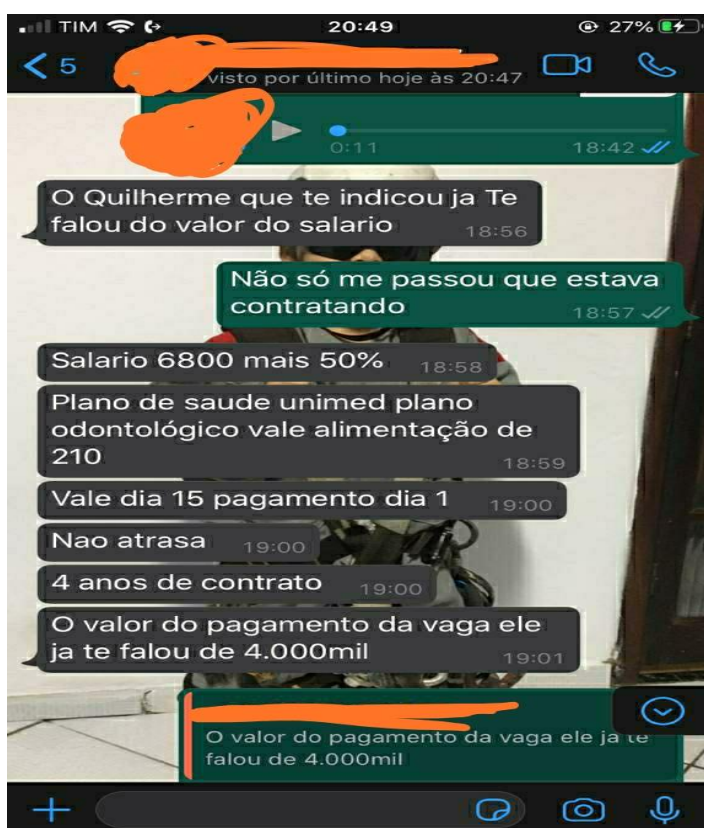 TIM
20:49
27%
5
visto por último hoje às 20:47
0:11
18:42
O Quilherme que te indicou ja Te
falou do valor do salario
18:56
Não só me passou que estava
contratando
18:57
Salario 6800 mais 50%
18:58
Plano de saude unimed plano
odontológico vale alimentação de
210
18:59
Vale dia 15 pagamento dia 1
19:00
Nao atrasa
19:00
4 anos de contrato
19:00
O valor do pagamento da vaga ele
ja te falou de 4.000mil
19:01
O valor do pagamento da vaga ele ja te
falou de 4.000mil